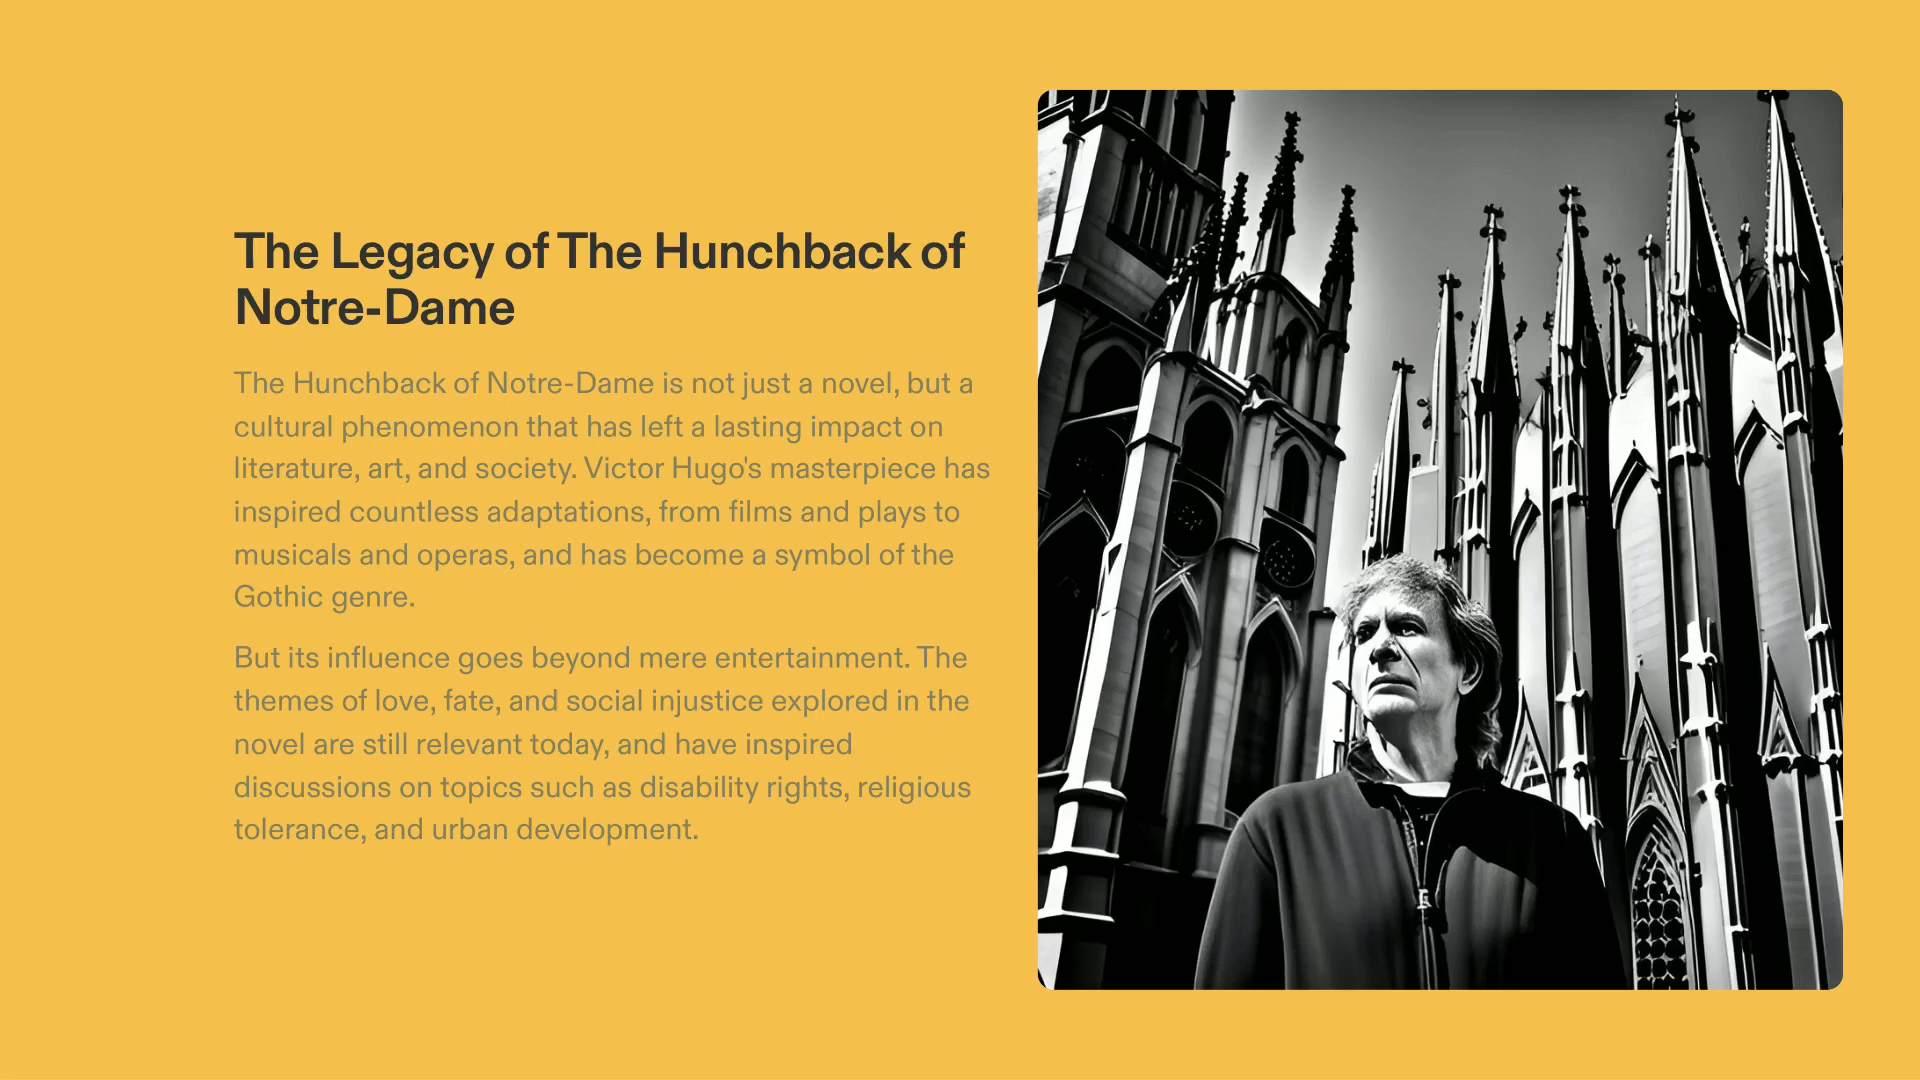 The Legacy of The Hunchback of
Notre-Dame
The Hunchback of Notre-Dame is not just a novel, but a
cultural phenomenon that has left a lasting impact on
literature, art, and society. Victor Hugo's masterpiece has
inspired countless adaptations, from films and plays to
musicals and operas, and has become a symbol of the
Gothic genre.
But its influence goes beyond mere entertainment. The
themes of love, fate, and social injustice explored in the
novel are still relevant today, and have inspired
discussions on topics such as disability rights, religious
tolerance, and urban development.